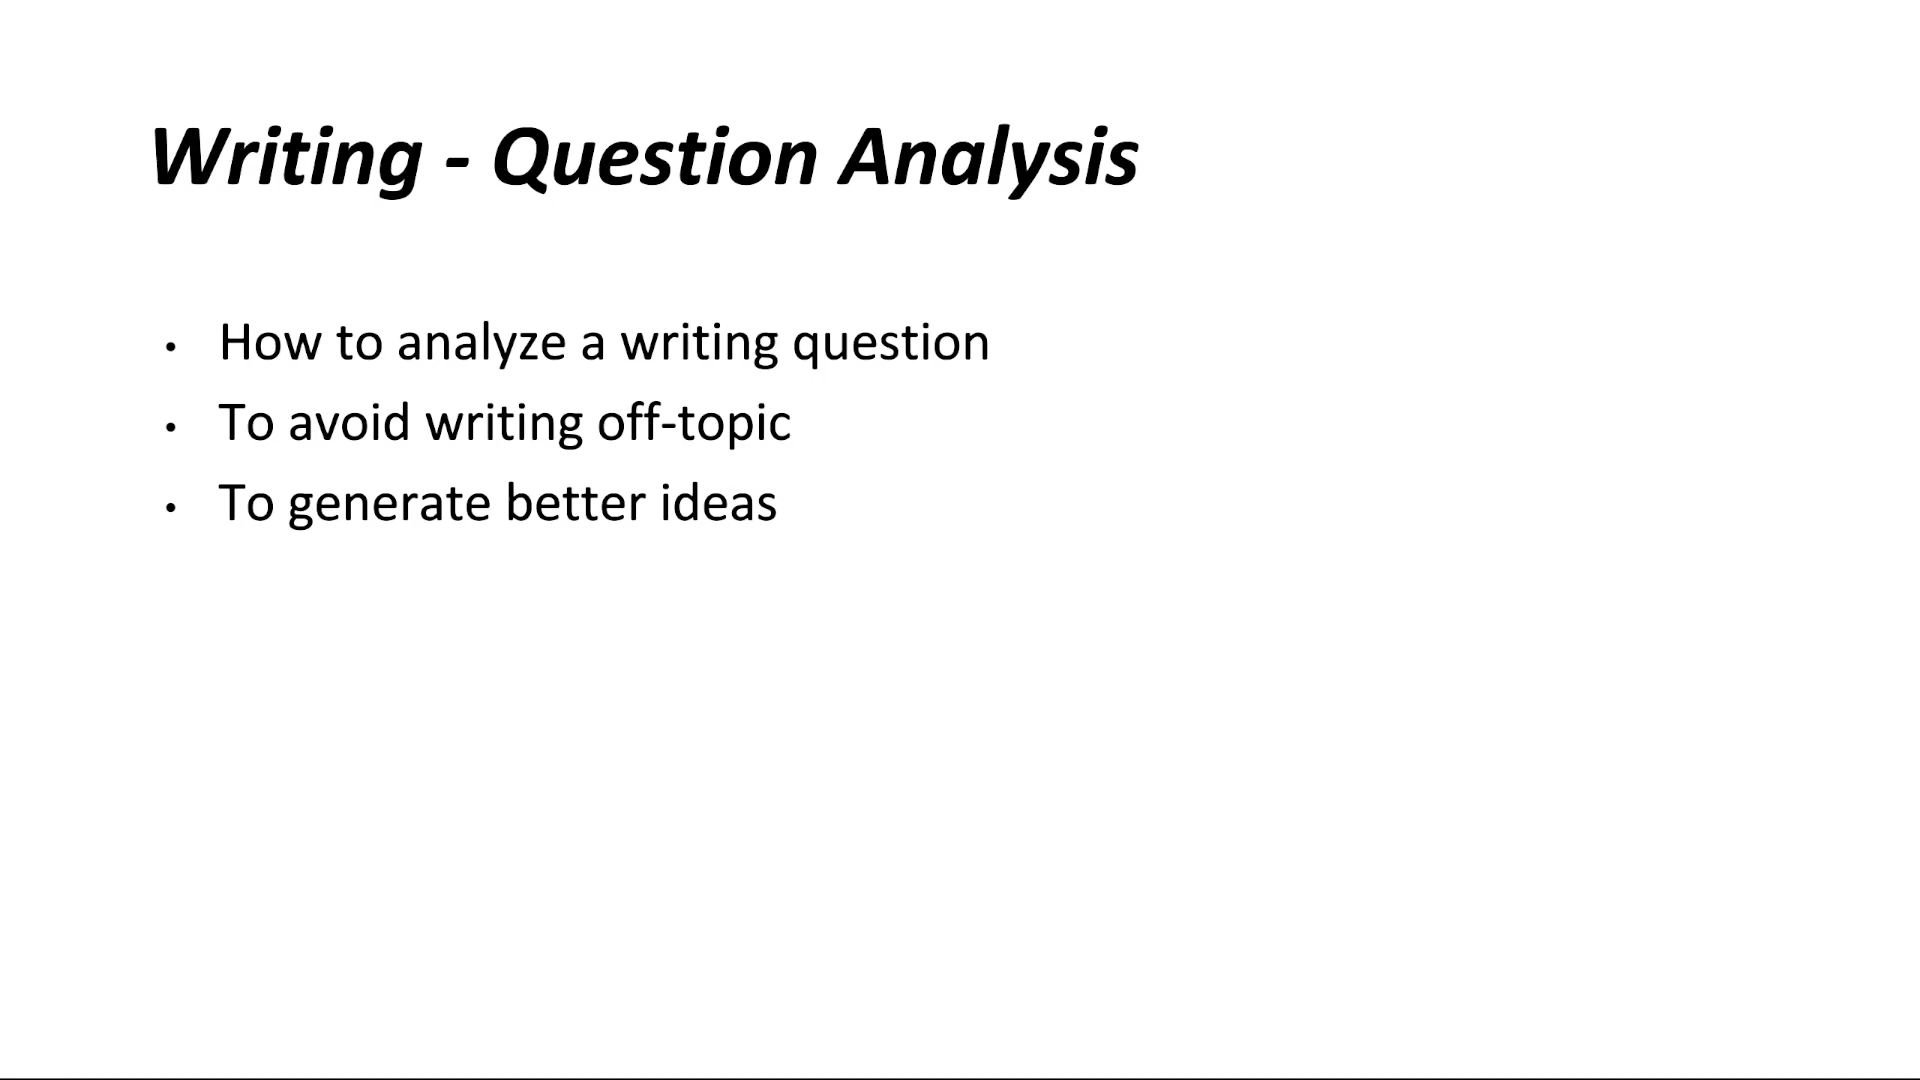 Writing - Question Analysis
• How to analyze a writing question
• To avoid writing off-topic
• To generate better ideas